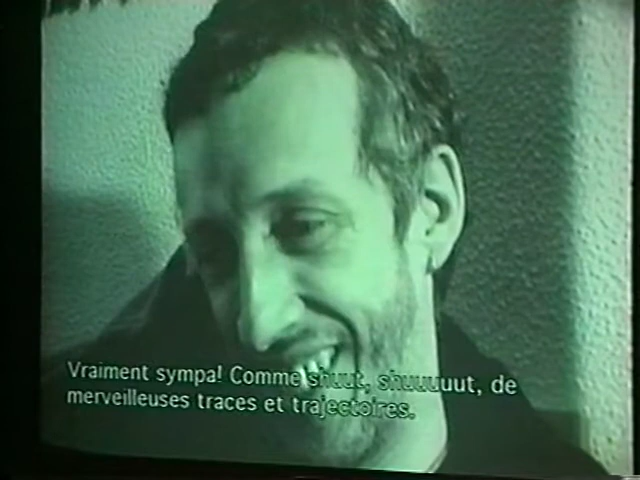 Vraiment sympa! Comme shuut, shuuuuut, de
merveilleuses traces et trajectoires.